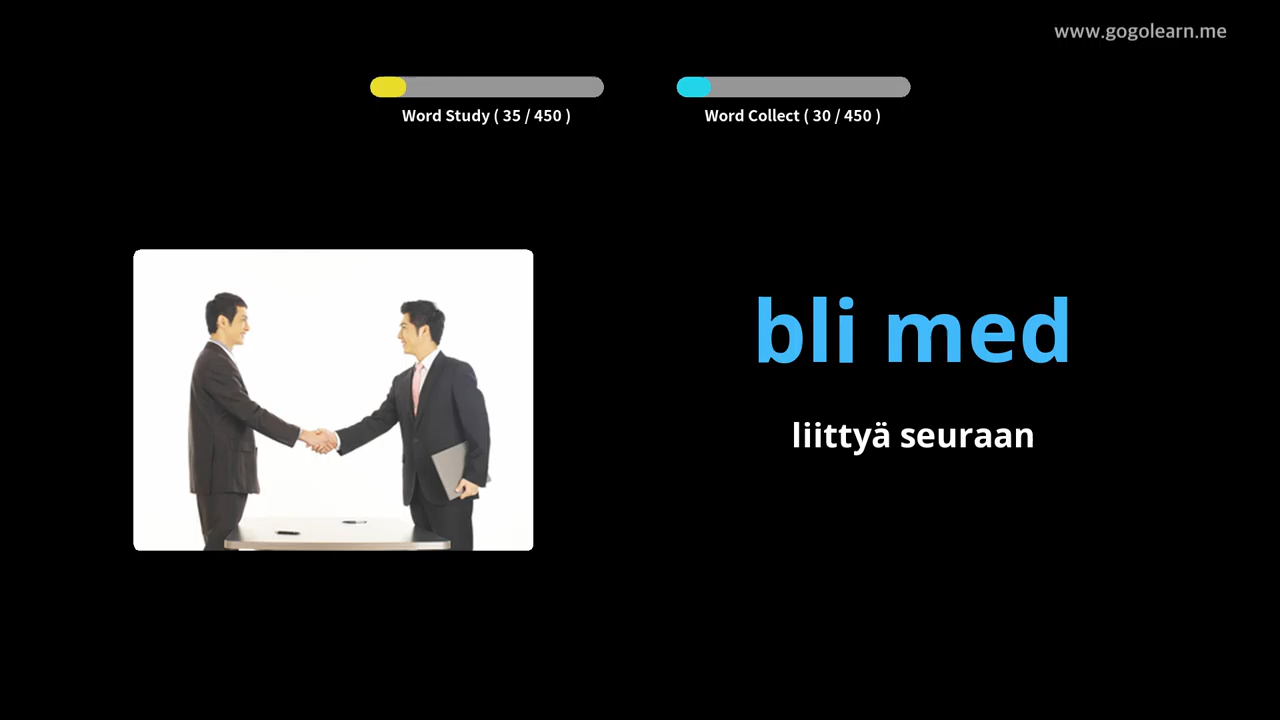 www.gogolearn.me
Word Study ( 35 / 450 )
Word Collect ( 30 / 450 )
bli med
liittyä seuraan